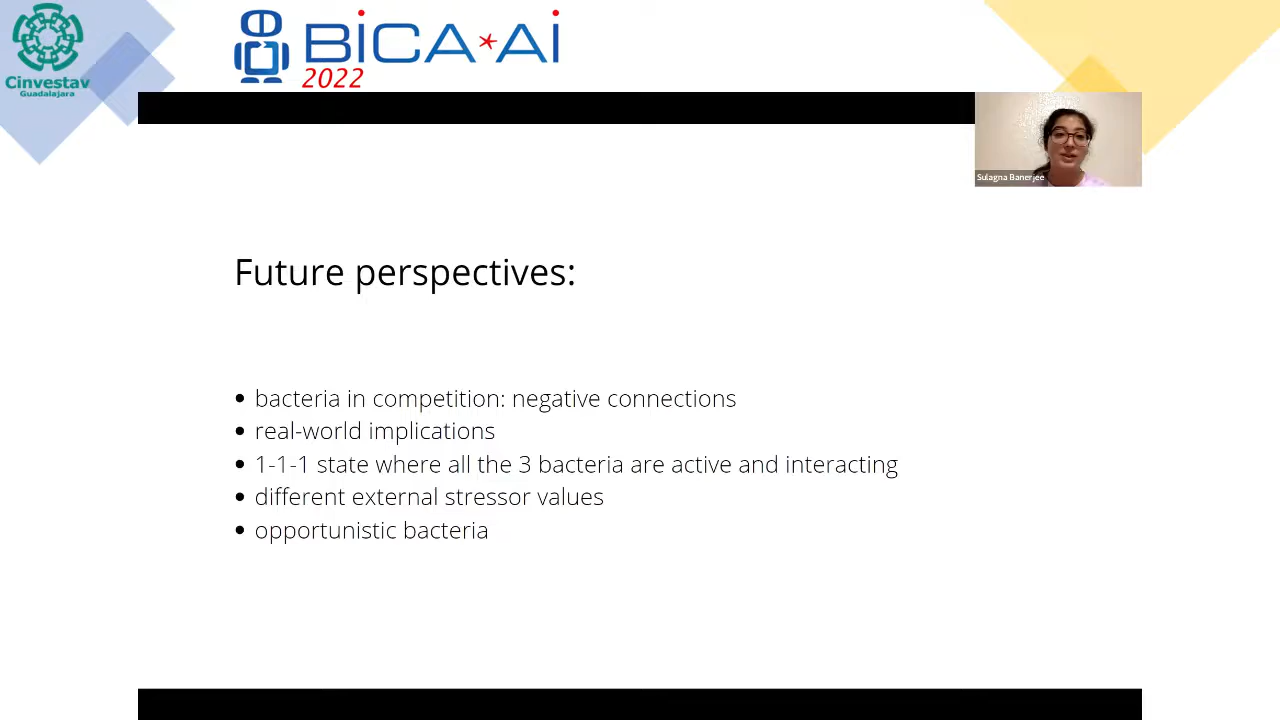 Cinvestav
Guadalajara
BiCA*Ai
2022
Sulagna Banerjee
Future perspectives:
• bacteria in competition: negative connections
• real-world implications
• 1-1-1 state where all the 3 bacteria are active and interacting
• different external stressor values
• opportunistic bacteria